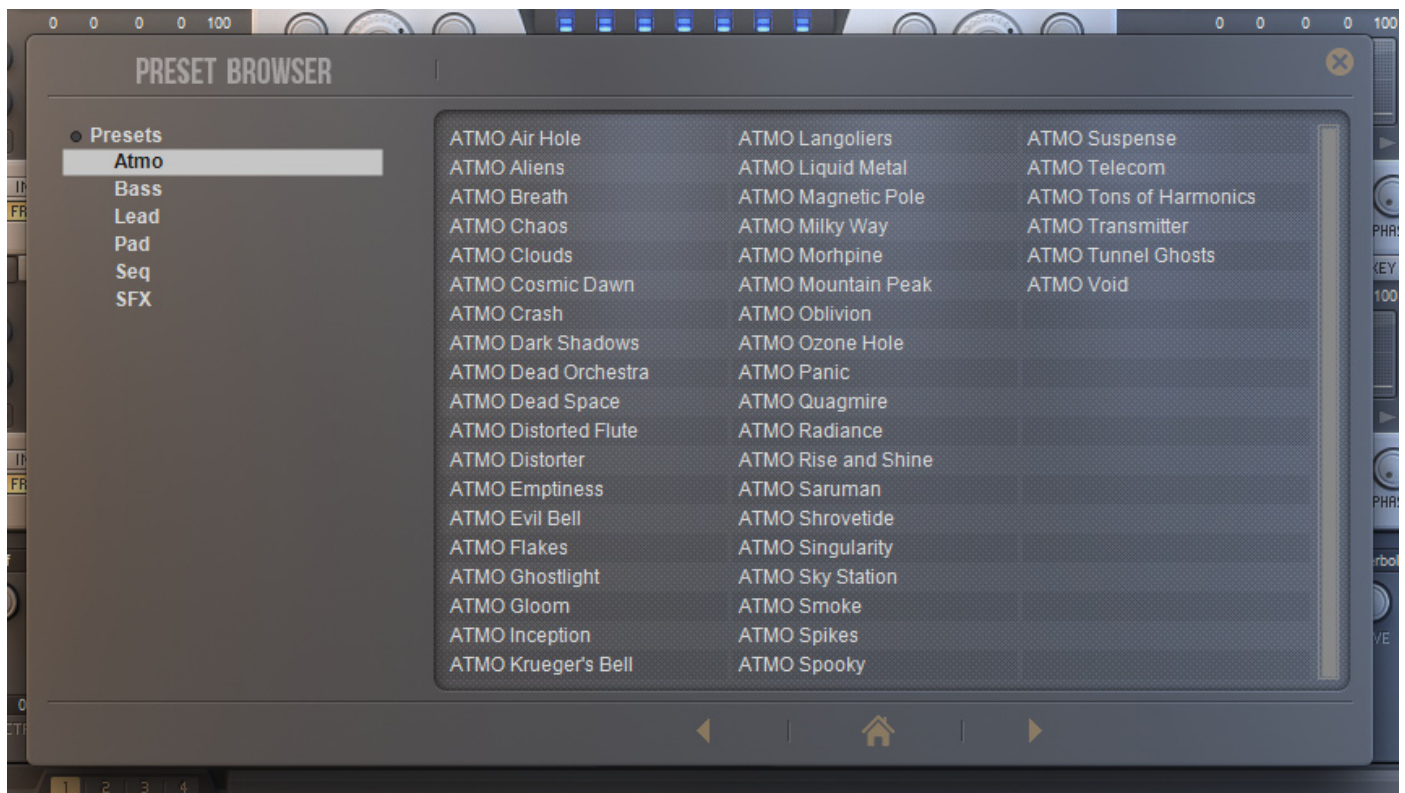 0 0 0 0 100
0 0 0 0 100
PRESET BROWSER
Presets
Atmo
Bass
Lead
Pad
Seq
SFX
ATMO Air Hole
ATMO Aliens
ATMO Breath
ATMO Chaos
ATMO Clouds
ATMO Cosmic Dawn
ATMO Crash
ATMO Dark Shadows
ATMO Dead Orchestra
ATMO Dead Space
ATMO Distorted Flute
ATMO Distorter
ATMO Emptiness
ATMO Evil Bell
ATMO Flakes
ATMO Ghostlight
ATMO Gloom
ATMO Inception
ATMO Krueger's Bell
ATMO Langoliers
ATMO Liquid Metal
ATMO Magnetic Pole
ATMO Milky Way
ATMO Morhpine
ATMO Mountain Peak
ATMO Oblivion
ATMO Ozone Hole
ATMO Panic
ATMO Quagmire
ATMO Radiance
ATMO Rise and Shine
ATMO Saruman
ATMO Shrovetide
ATMO Singularity
ATMO Sky Station
ATMO Smoke
ATMO Spikes
ATMO Spooky
ATMO Suspense
ATMO Telecom
ATMO Tons of Harmonics
ATMO Transmitter
ATMO Tunnel Ghosts
ATMO Void
KEY
100
1 2 3 4